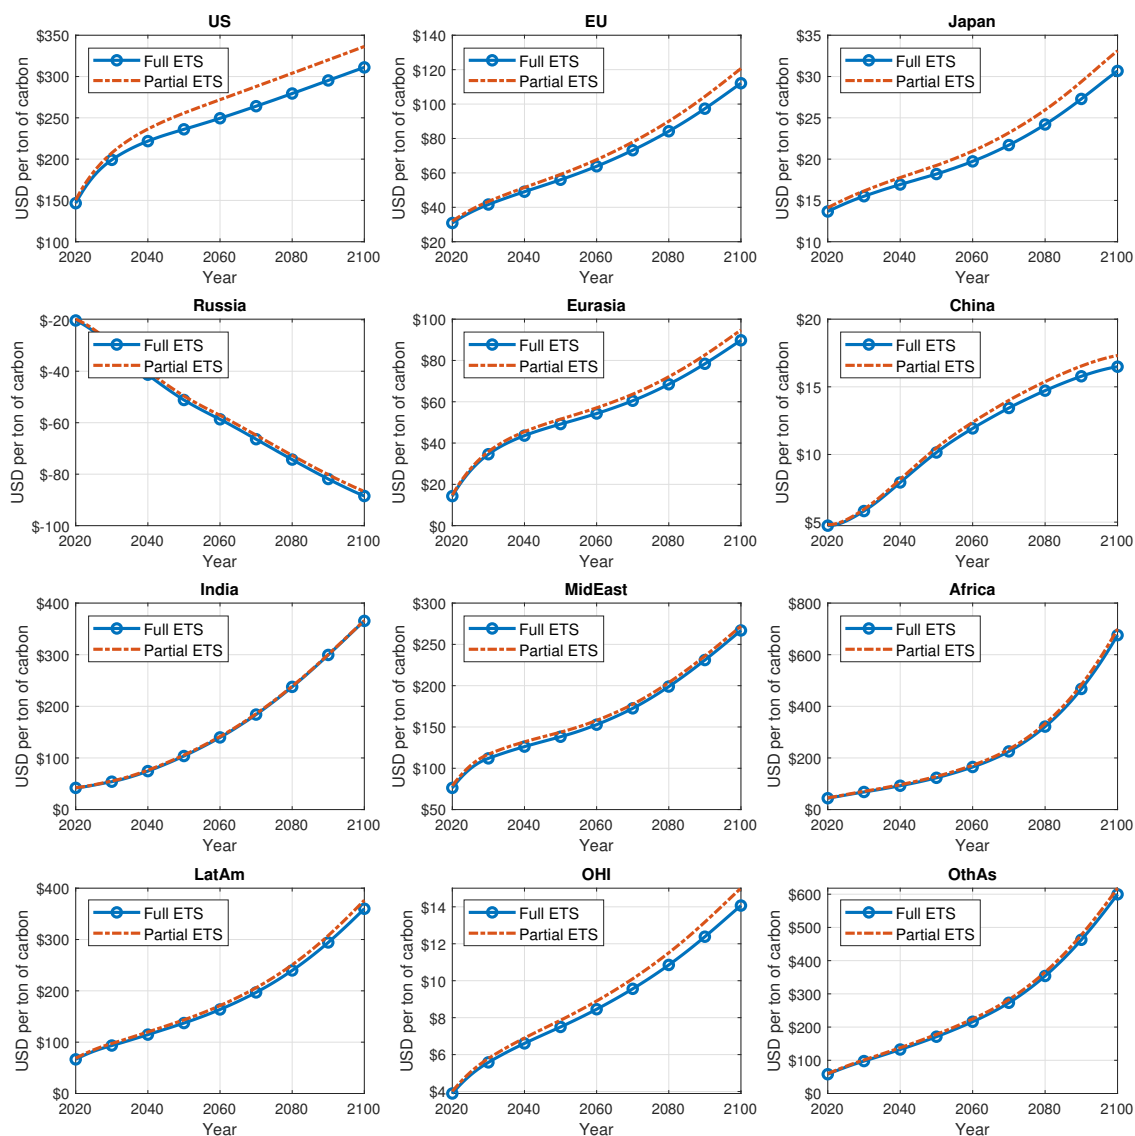 US
$350
$300
$250
$200
$150
$100
2020 2040 2060 2080 2100
Year
USD per ton of carbon
Full ETS
Partial ETS
EU
$140
$120
$100
$80
$60
$40
$20
2020 2040 2060 2080 2100
Year
USD per ton of carbon
Full ETS
Partial ETS
Japan
$35
$30
$25
$20
$15
$10
2020 2040 2060 2080 2100
Year
USD per ton of carbon
Full ETS
Partial ETS
Russia
$-20
$-40
$-60
$-80
$-100
2020 2040 2060 2080 2100
Year
USD per ton of carbon
Full ETS
Partial ETS
Eurasia
$100
$80
$60
$40
$20
$0
2020 2040 2060 2080 2100
Year
USD per ton of carbon
Full ETS
Partial ETS
China
$20
$15
$10
$5
2020 2040 2060 2080 2100
Year
USD per ton of carbon
Full ETS
Partial ETS
India
$400
$300
$200
$100
$0
2020 2040 2060 2080 2100
Year
USD per ton of carbon
Full ETS
Partial ETS
MidEast
$300
$250
$200
$150
$100
$50
2020 2040 2060 2080 2100
Year
USD per ton of carbon
Full ETS
Partial ETS
Africa
$800
$600
$400
$200
$0
2020 2040 2060 2080 2100
Year
USD per ton of carbon
Full ETS
Partial ETS
LatAm
$400
$300
$200
$100
$0
2020 2040 2060 2080 2100
Year
USD per ton of carbon
Full ETS
Partial ETS
OHI
$14
$12
$10
$8
$6
$4
2020 2040 2060 2080 2100
Year
USD per ton of carbon
Full ETS
Partial ETS
OthAs
$600
$500
$400
$300
$200
$100
$0
2020 2040 2060 2080 2100
Year
USD per ton of carbon
Full ETS
Partial ETS